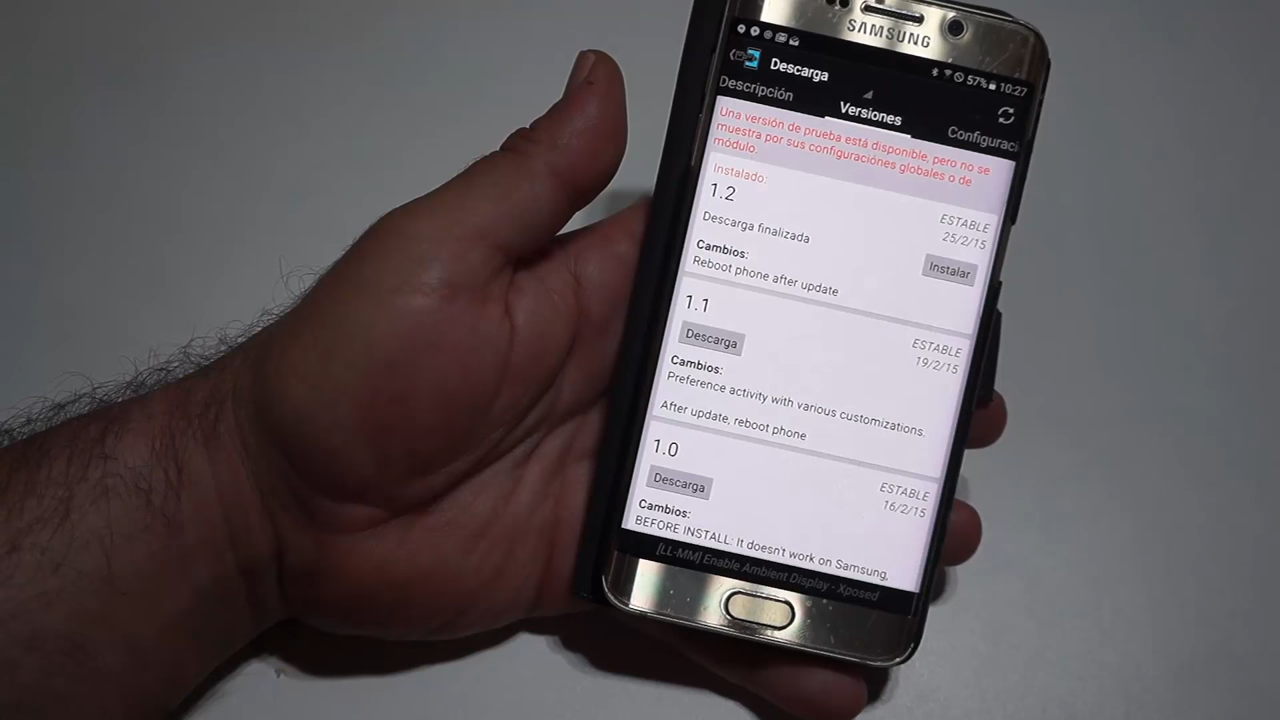 SAMSUNG
57% 10:27
Descarga
Descripción
Versiones
Configuraci
Una versión de prueba está disponible, pero no se
muestra por sus configuraciónes globales o de
módulo.
Instalado:
1.2
ESTABLE
25/2/15
Descarga finalizada
Instalar
Cambios:
Reboot phone after update
1.1
ESTABLE
19/2/15
Descarga
Cambios:
Preference activity with various customizations.
After update, reboot phone
1.0
ESTABLE
16/2/15
Descarga
Cambios:
BEFORE INSTALL: It doesn't work on Samsung,
[LL-MM] Enable Ambient Display - Xposed